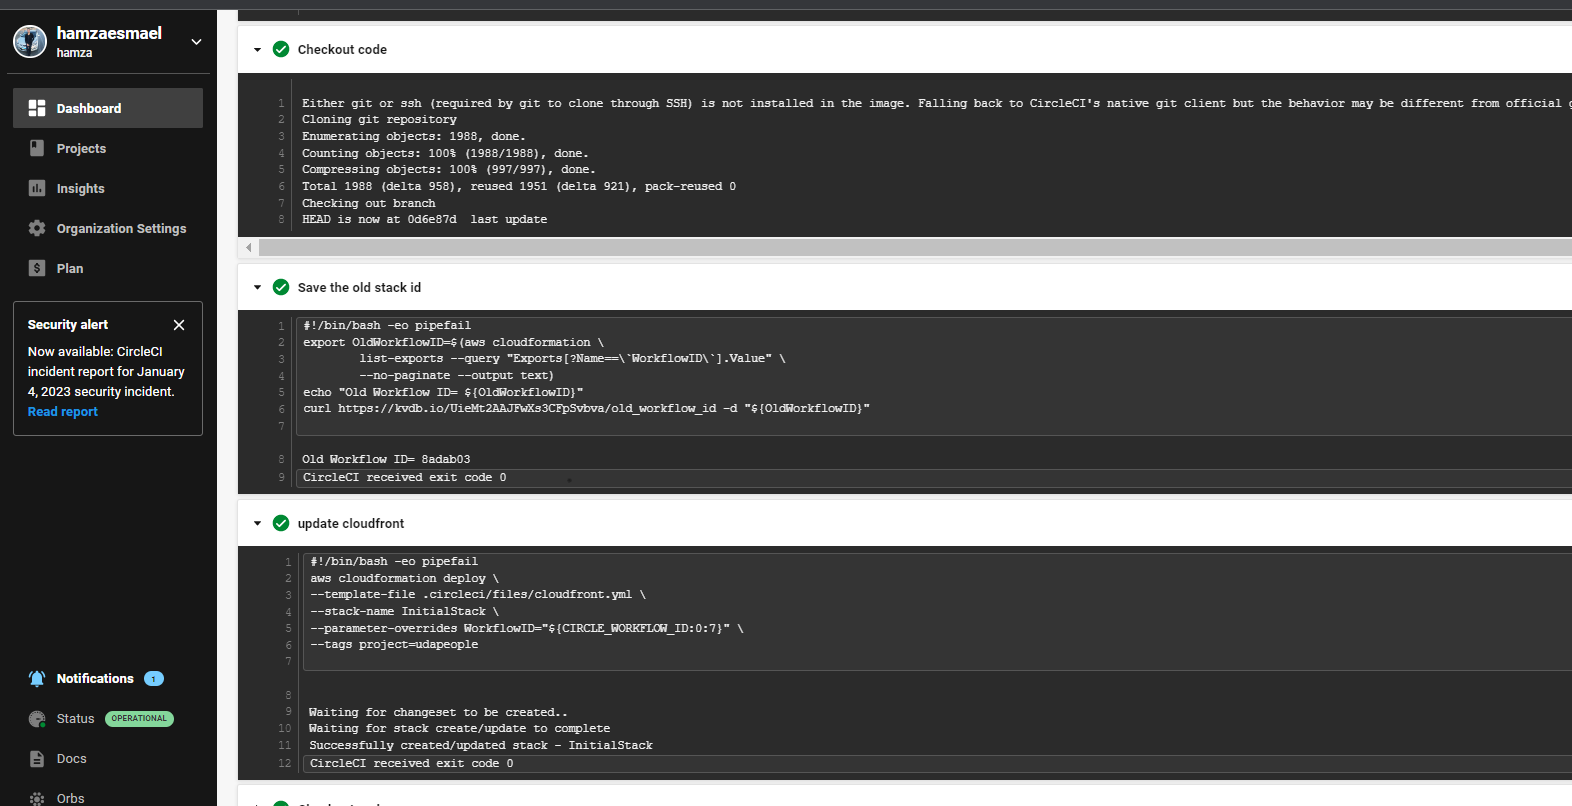 hamzaesmael
hamza
Dashboard
Projects
Insights
Organization Settings
Plan
Security alert
Now available: CircleCI
incident report for January
4, 2023 security incident.
Read report
Notifications 1
Status OPERATIONAL
Docs
Orbs
Checkout code
1 Either git or ssh (required by git to clone through SSH) is not installed in the image. Falling back to CircleCI's native git client but the behavior may be different from official
2 Cloning git repository
3 Enumerating objects: 1988, done.
4 Counting objects: 100% (1988/1988), done.
5 Compressing objects: 100% (997/997), done.
6 Total 1988 (delta 958), reused 1951 (delta 921), pack-reused 0
7 Checking out branch
8 HEAD is now at 0d6e87d  last update
Save the old stack id
1 #!/bin/bash -eo pipefail
2 export OldWorkflowID=$(aws cloudformation \
3 list-exports --query "Exports[?Name==\`WorkflowID\`].Value" \
4 --no-paginate --output text)
5 echo "Old Workflow ID= ${OldWorkflowID}"
6 curl https://kvdb.io/UieMt2AAJFwXs3CFpSvbva/old_workflow_id -d "${OldWorkflowID}"
7
8 Old Workflow ID= 8adab03
9 CircleCI received exit code 0
update cloudfront
1 #!/bin/bash -eo pipefail
2 aws cloudformation deploy \
3 --template-file .circleci/files/cloudfront.yml \
4 --stack-name InitialStack \
5 --parameter-overrides WorkflowID="${CIRCLE_WORKFLOW_ID:0:7}" \
6 --tags project=udapeople
7
8
9 Waiting for changeset to be created..
10 Waiting for stack create/update to complete
11 Successfully created/updated stack - InitialStack
12 CircleCI received exit code 0